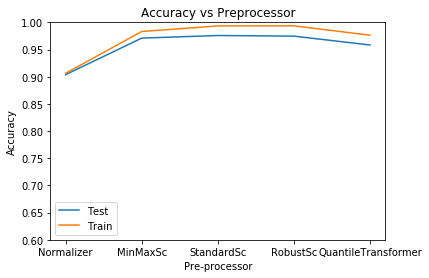 Accuracy vs Preprocessor
1.00
0.95
0.90
0.85
0.80
0.75
0.70
0.65
0.60
Accuracy
Test
Train
Normalizer MinMaxSc StandardSc RobustSc QuantileTransformer
Pre-processor